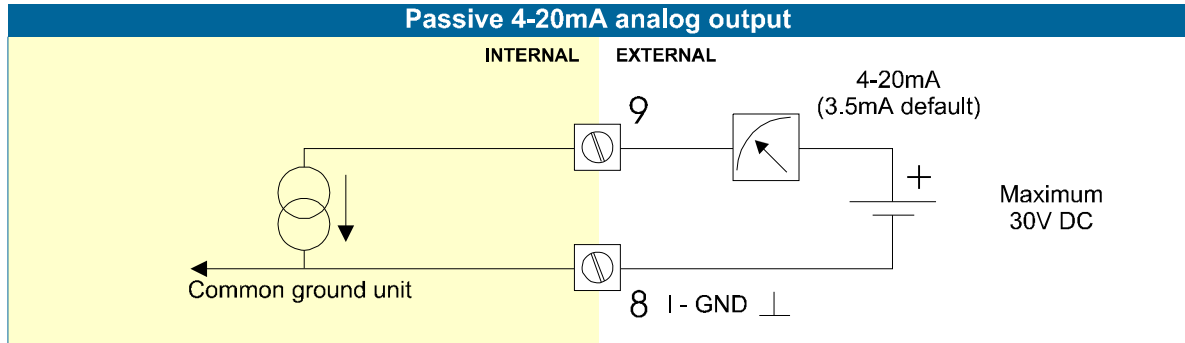 Passive 4-20mA analog output
INTERNAL
EXTERNAL
4-20mA
(3.5mA default)
9
+
Maximum
30V DC
Common ground unit
8 I - GND ⊥